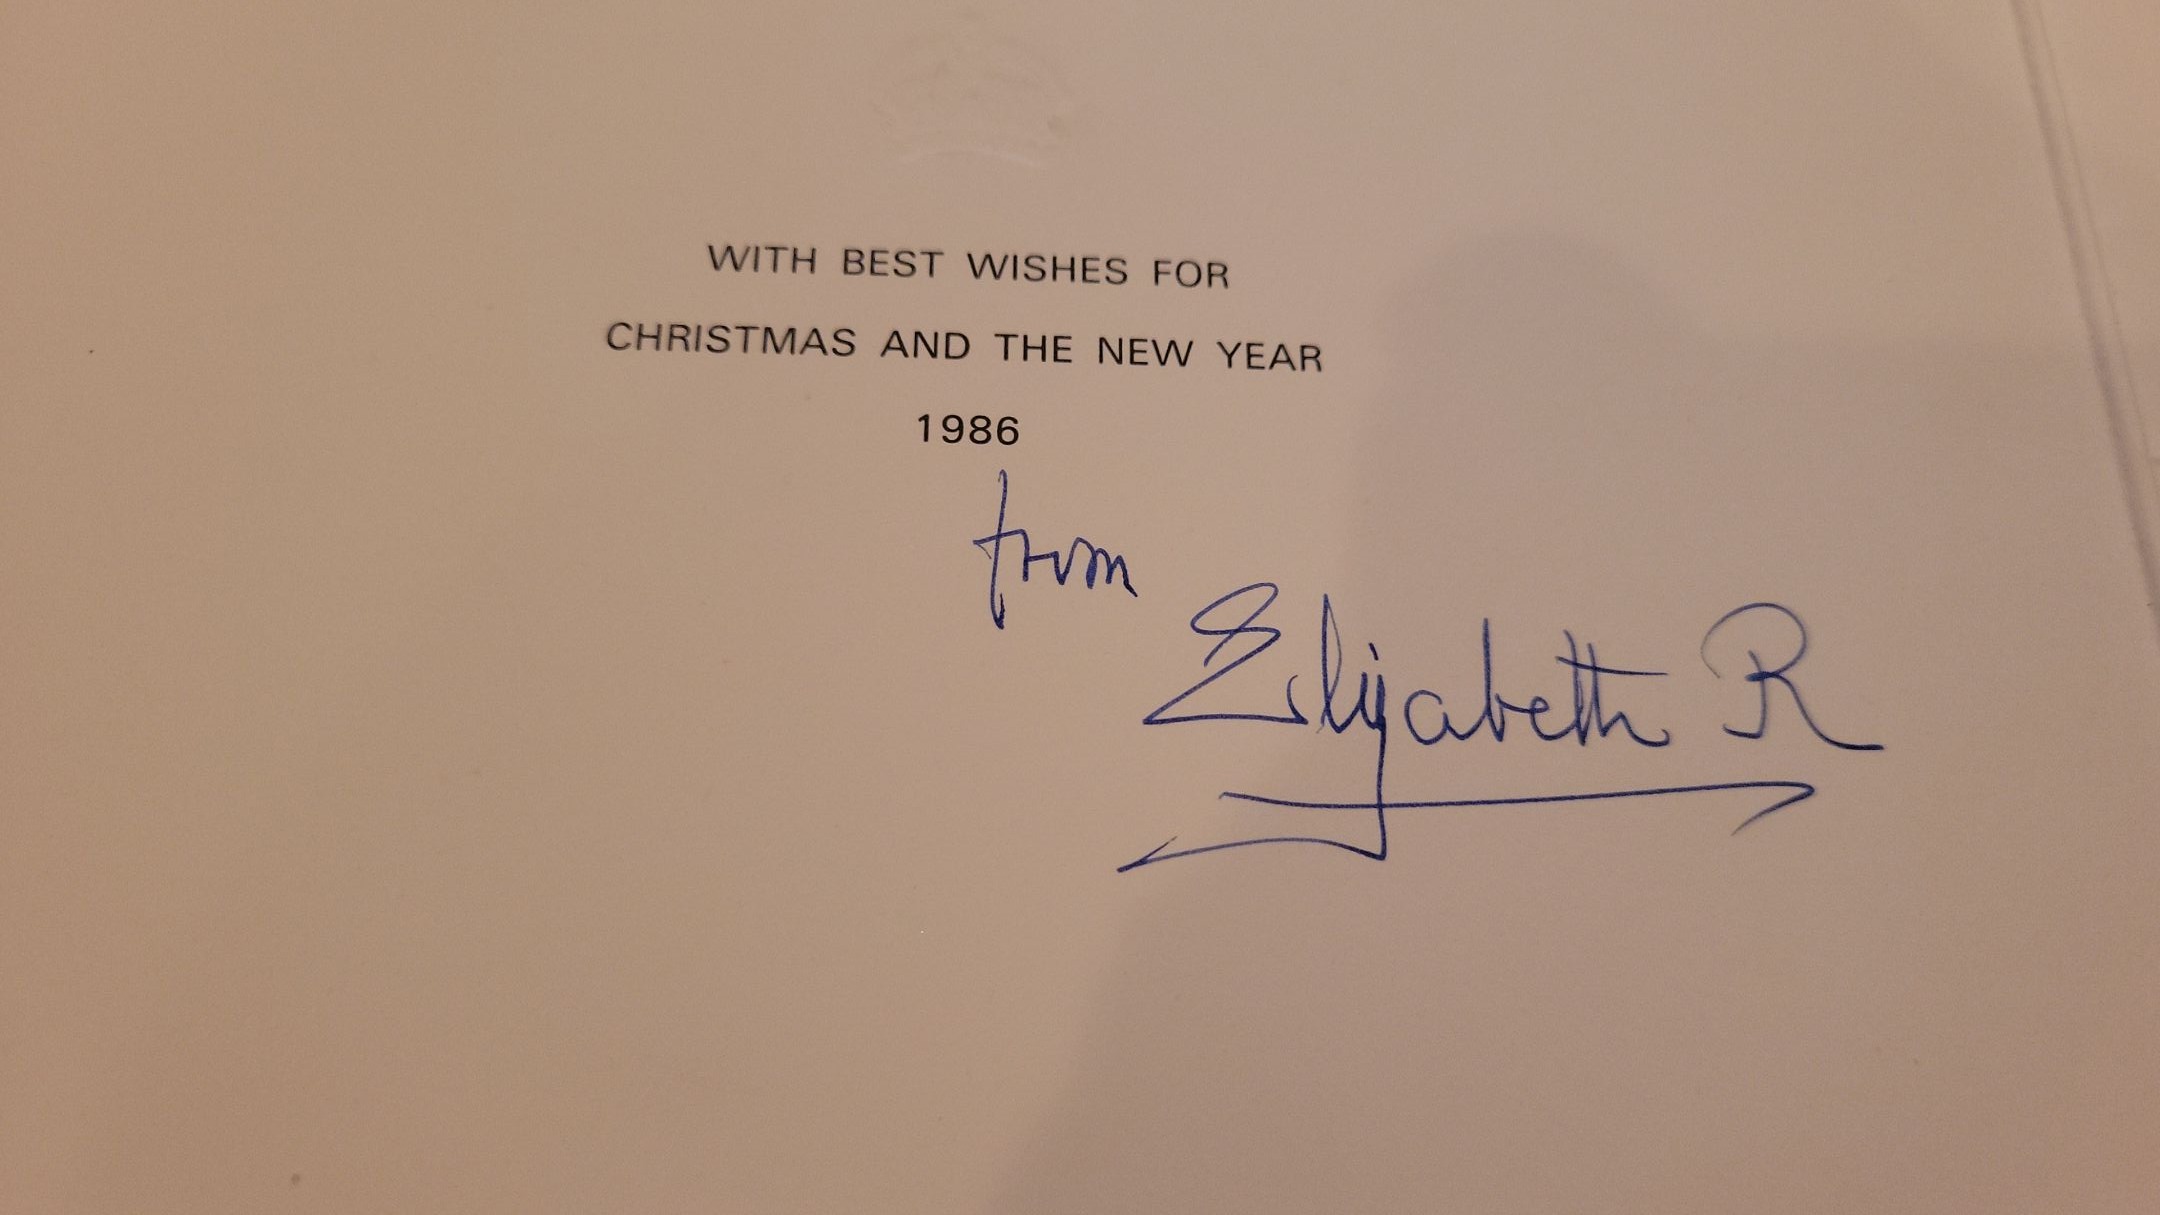 WITH BEST WISHES FOR
CHRISTMAS AND THE NEW YEAR
1986
from
Elizabeth R